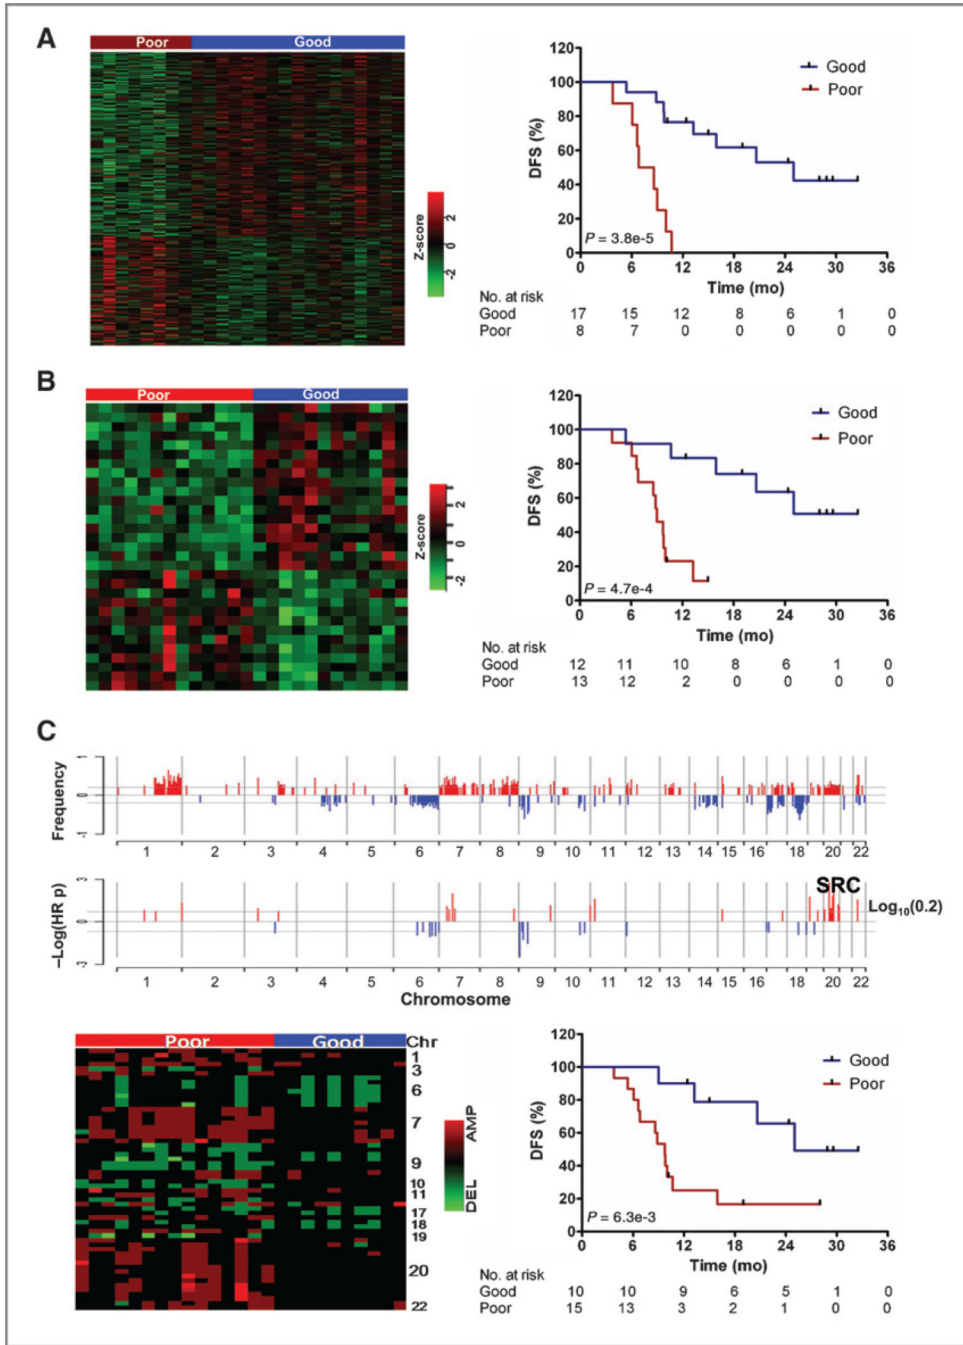 A
Poor Good
Z-score
2
0
-2
120
100
80
60
40
20
0
DFS (%)
Good
Poor
P = 3.8e-5
0 6 12 18 24 30 36
Time (mo)
No. at risk
Good 17 15 12 8 6 1 0
Poor 8 7 0 0 0 0 0
B
Poor Good
Z-score
2
0
-2
120
100
80
60
40
20
0
DFS (%)
Good
Poor
P = 4.7e-4
0 6 12 18 24 30 36
Time (mo)
No. at risk
Good 12 11 10 8 6 1 0
Poor 13 12 2 0 0 0 0
C
Frequency
1
0
-1
1 2 3 4 5 6 7 8 9 10 11 12 13 14 15 16 18 20 22
–Log(HR p)
3
0
-3
SRC
Log10(0.2)
1 2 3 4 5 6 7 8 9 10 11 12 13 14 15 16 18 20 22
Chromosome
Poor Good Chr
1
3
6
7
9
10
11
17
18
19
20
22
AMP
DEL
120
100
80
60
40
20
0
DFS (%)
Good
Poor
P = 6.3e-3
0 6 12 18 24 30 36
Time (mo)
No. at risk
Good 10 10 9 6 5 1 0
Poor 15 13 3 2 1 0 0